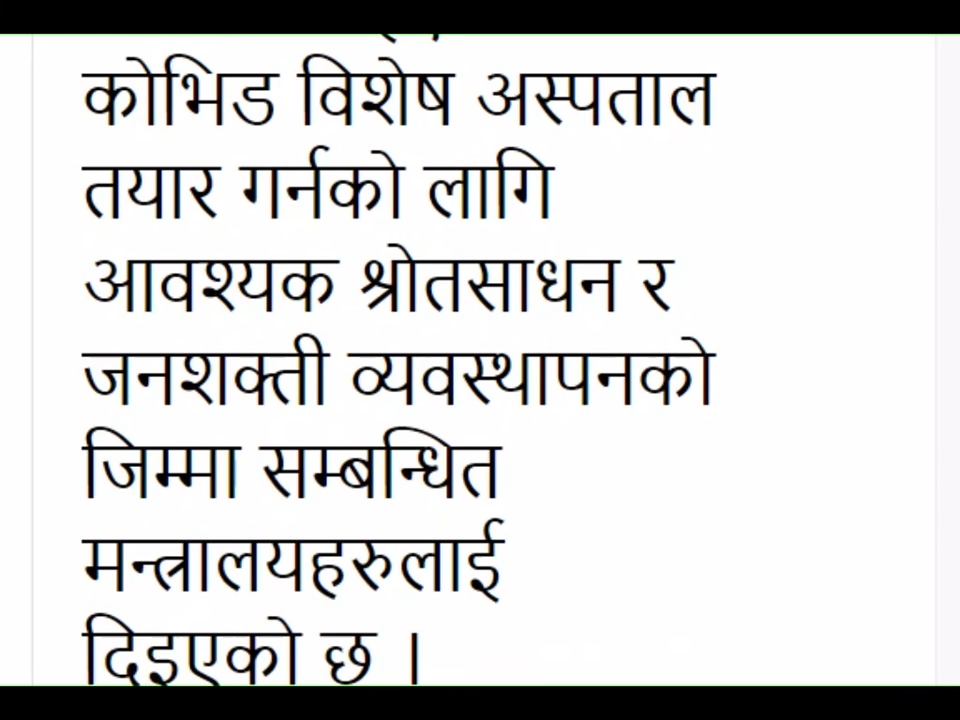 कोभिड विशेष अस्पताल
तयार गर्नको लागि
आवश्यक श्रोतसाधन र
जनशक्ती व्यवस्थापनको
जिम्मा सम्बन्धित
मन्त्रालयहरुलाई
दिइएको छ ।